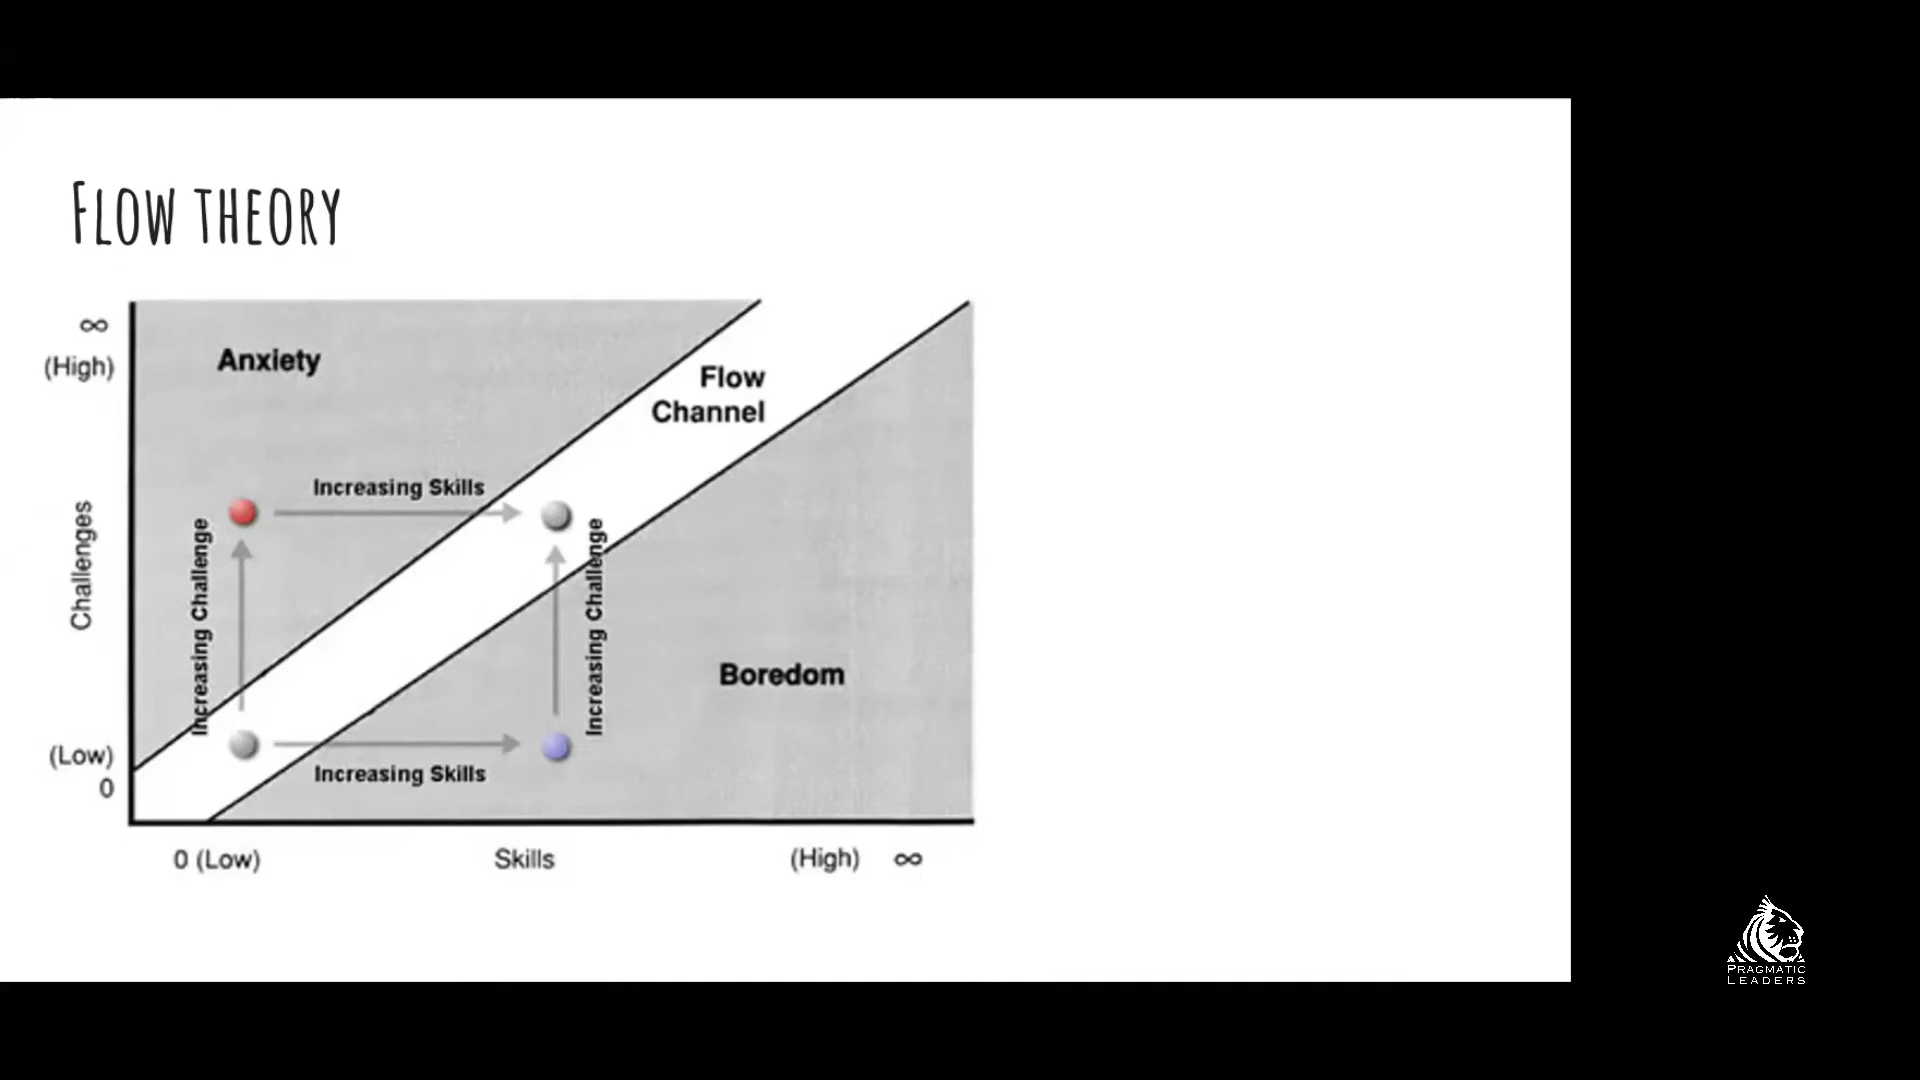 FLOW THEORY
∞
(High)
Anxiety
Flow
Channel
Increasing Skills
Challenges
Increasing Challenge
Increasing Challenge
Boredom
(Low)
0
Increasing Skills
0 (Low)
Skills
(High) ∞
PRAGMATIC
LEADERS